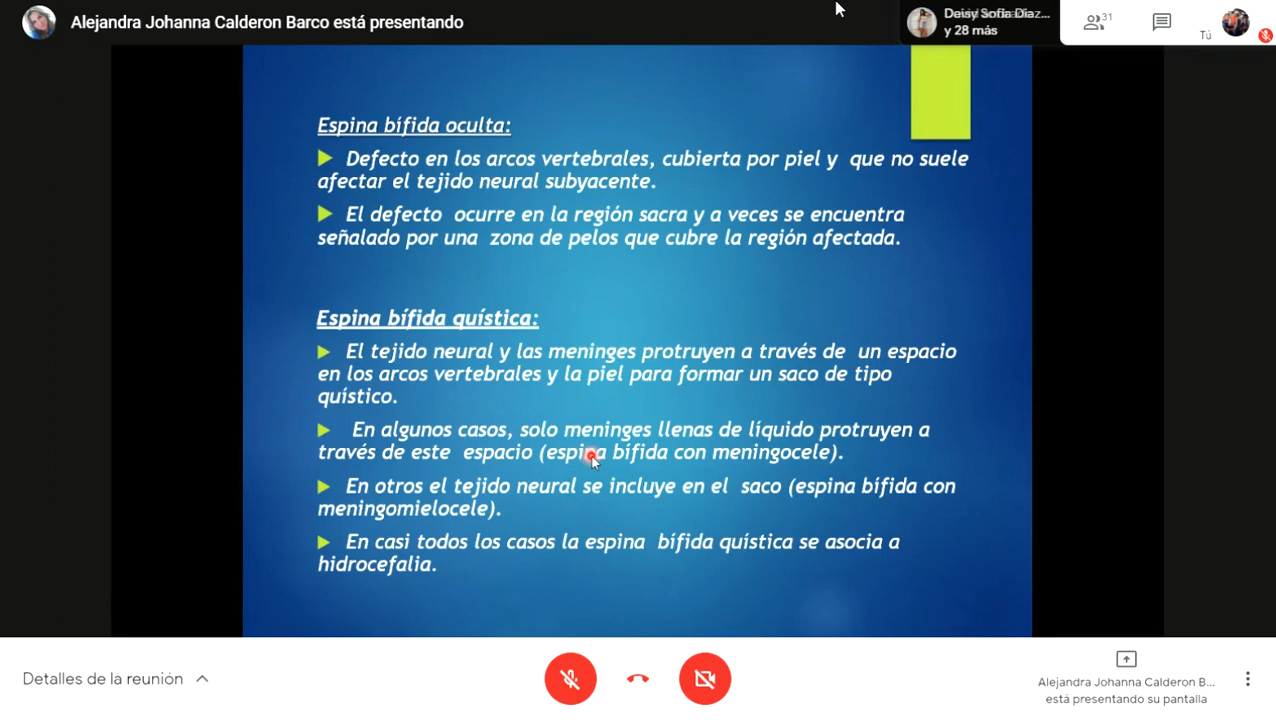 Alejandra Johanna Calderon Barco está presentando
Deisy Sofia Diaz...
y 28 más
31
Tú
Espina bífida oculta:
Defecto en los arcos vertebrales, cubierta por piel y que no suele
afectar el tejido neural subyacente.
El defecto ocurre en la región sacra y a veces se encuentra
señalado por una zona de pelos que cubre la región afectada.
Espina bífida quística:
El tejido neural y las meninges protruyen a través de un espacio
en los arcos vertebrales y la piel para formar un saco de tipo
quístico.
En algunos casos, solo meninges llenas de líquido protruyen a
través de este espacio (espina bífida con meningocele).
En otros el tejido neural se incluye en el saco (espina bífida con
meningomielocele).
En casi todos los casos la espina bífida quística se asocia a
hidrocefalia.
Detalles de la reunión
Alejandra Johanna Calderon B...
está presentando su pantalla